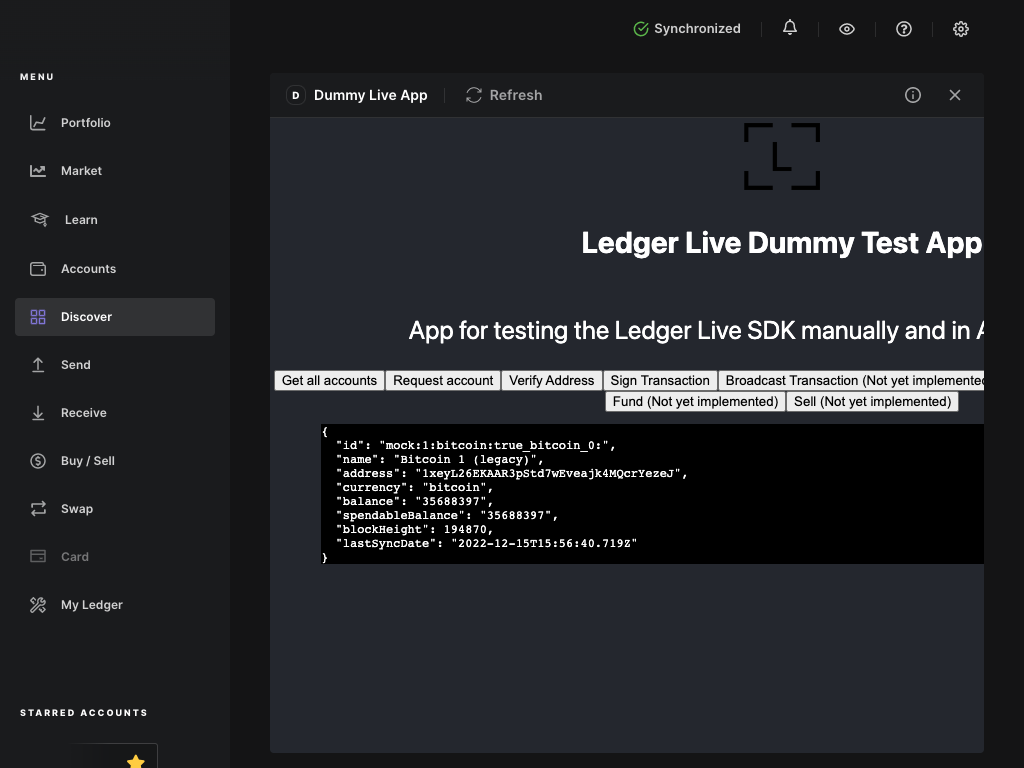 Synchronized
MENU
Portfolio
Market
Learn
Accounts
Discover
Send
Receive
Buy / Sell
Swap
Card
My Ledger
STARRED ACCOUNTS
D Dummy Live App Refresh
L
Ledger Live Dummy Test App
App for testing the Ledger Live SDK manually and in A
Get all accounts Request account Verify Address Sign Transaction Broadcast Transaction (Not yet implemented
Fund (Not yet implemented) Sell (Not yet implemented)
{
"id": "mock:1:bitcoin:true_bitcoin_0:",
"name": "Bitcoin 1 (legacy)",
"address": "1xeyL26EKAAR3pStd7wEveajk4MQcrYezeJ",
"currency": "bitcoin",
"balance": "35688397",
"spendableBalance": "35688397",
"blockHeight": 194870,
"lastSyncDate": "2022-12-15T15:56:40.719Z"
}